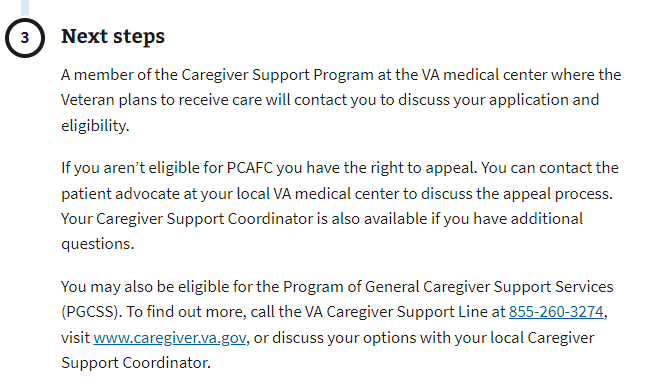 3
Next steps
A member of the Caregiver Support Program at the VA medical center where the
Veteran plans to receive care will contact you to discuss your application and
eligibility.
If you aren’t eligible for PCAFC you have the right to appeal. You can contact the
patient advocate at your local VA medical center to discuss the appeal process.
Your Caregiver Support Coordinator is also available if you have additional
questions.
You may also be eligible for the Program of General Caregiver Support Services
(PGCSS). To find out more, call the VA Caregiver Support Line at 855-260-3274,
visit www.caregiver.va.gov, or discuss your options with your local Caregiver
Support Coordinator.